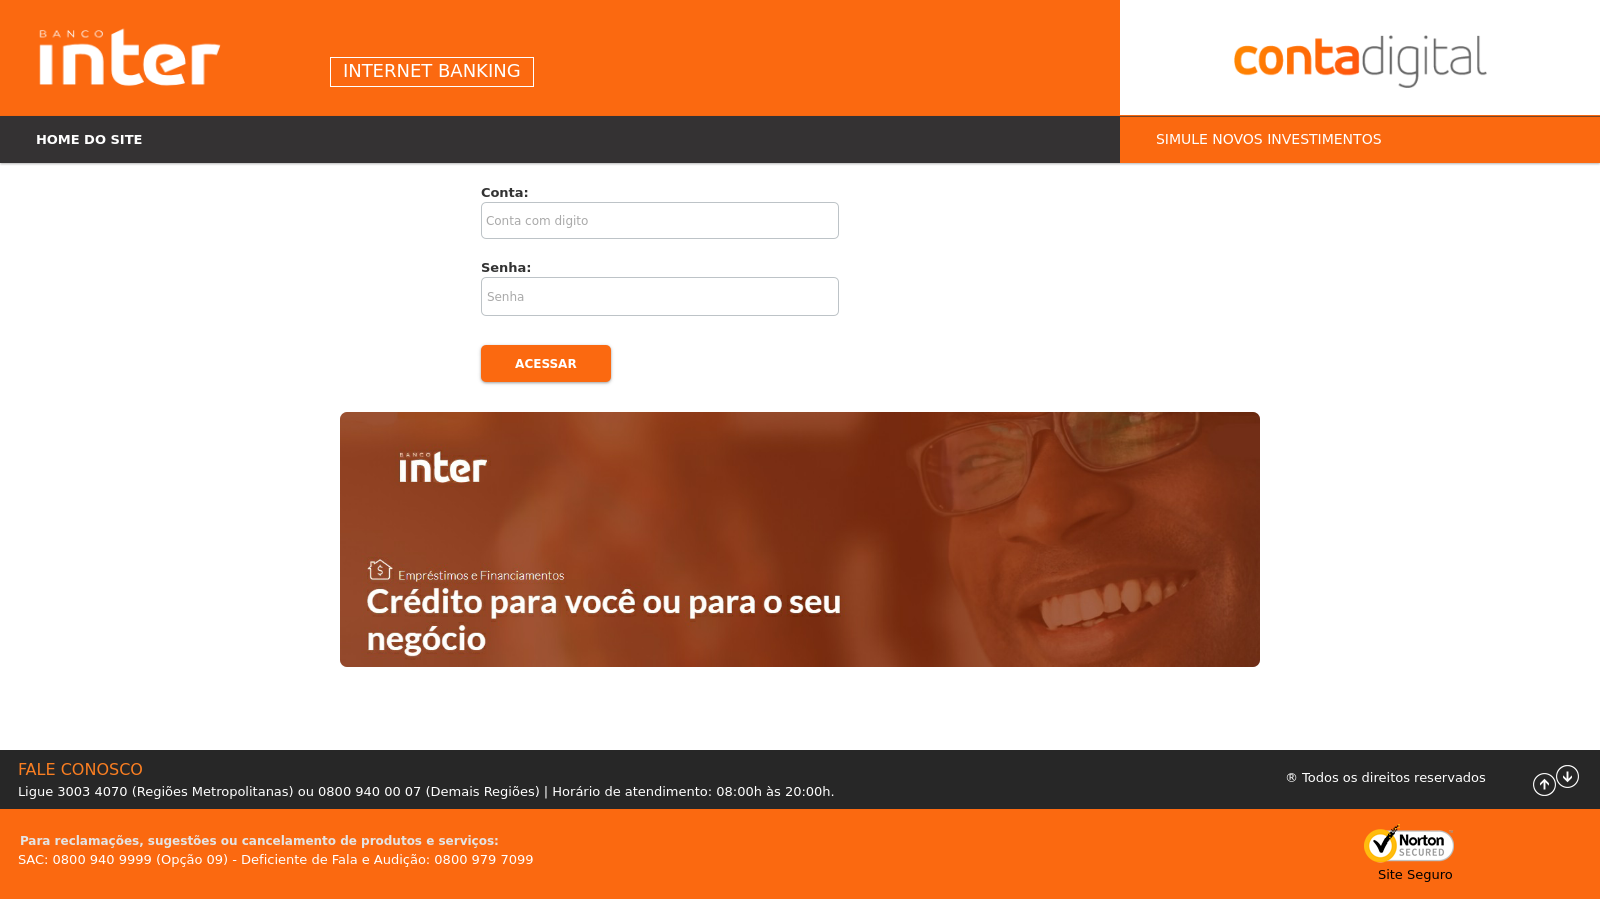 BANCO
inter
INTERNET BANKING
contadigital
HOME DO SITE
SIMULE NOVOS INVESTIMENTOS
Conta:
Conta com digito
Senha:
Senha
ACESSAR
BANCO
inter
Empréstimos e Financiamentos
Crédito para você ou para o seu
negócio
FALE CONOSCO
Ligue 3003 4070 (Regiões Metropolitanas) ou 0800 940 00 07 (Demais Regiões) | Horário de atendimento: 08:00h às 20:00h.
® Todos os direitos reservados
Para reclamações, sugestões ou cancelamento de produtos e serviços:
SAC: 0800 940 9999 (Opção 09) - Deficiente de Fala e Audição: 0800 979 7099
Norton
SECURED
Site Seguro